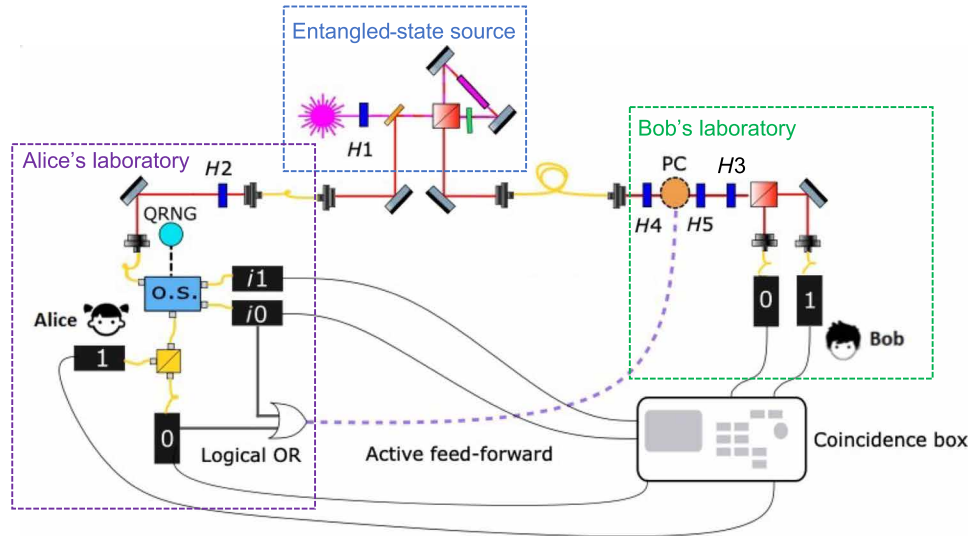 Entangled-state source
H1
Alice's laboratory
H2
QRNG
o.s.
i1
i0
Alice
1
0
Logical OR
Active feed-forward
Bob's laboratory
PC
H3
H4
H5
0
1
Bob
Coincidence box